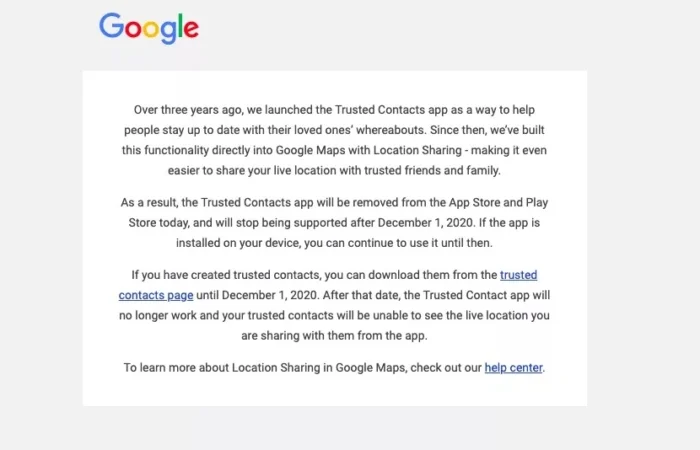 Google
Over three years ago, we launched the Trusted Contacts app as a way to help
people stay up to date with their loved ones’ whereabouts. Since then, we’ve built
this functionality directly into Google Maps with Location Sharing - making it even
easier to share your live location with trusted friends and family.
As a result, the Trusted Contacts app will be removed from the App Store and Play
Store today, and will stop being supported after December 1, 2020. If the app is
installed on your device, you can continue to use it until then.
If you have created trusted contacts, you can download them from the trusted
contacts page until December 1, 2020. After that date, the Trusted Contact app will
no longer work and your trusted contacts will be unable to see the live location you
are sharing with them from the app.
To learn more about Location Sharing in Google Maps, check out our help center.